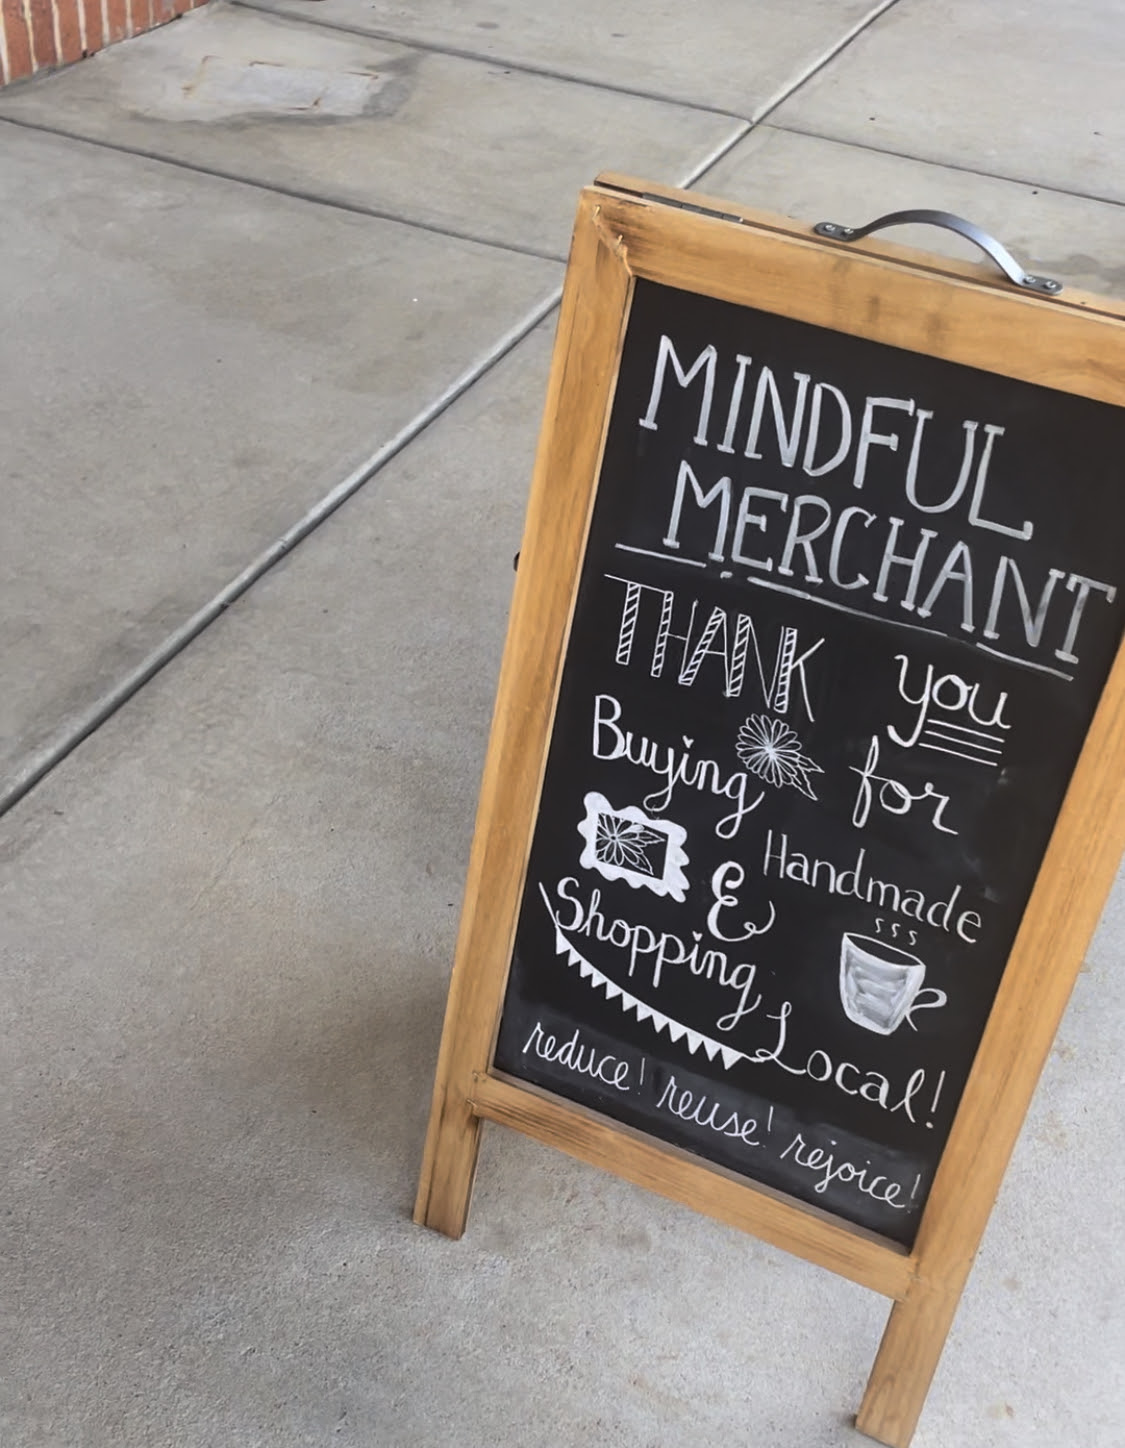 MINDFUL
MERCHANT
THANK you
Buying for
Handmade
&
Shopping
Local!
reduce! reuse! rejoice!